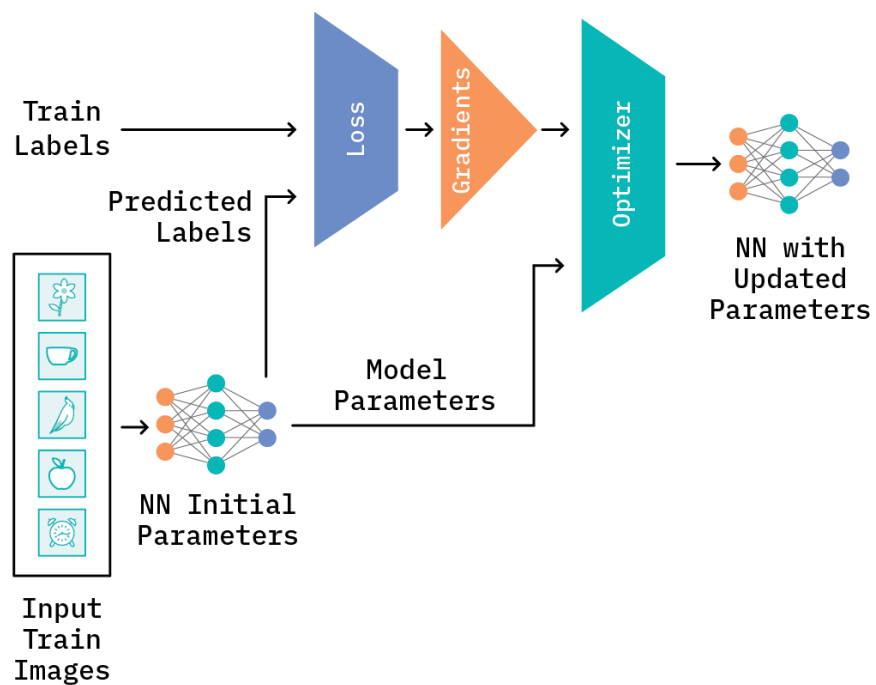 Train
Labels
Predicted
Labels
Loss
Gradients
Optimizer
NN with
Updated
Parameters
Model
Parameters
NN Initial
Parameters
Input
Train
Images